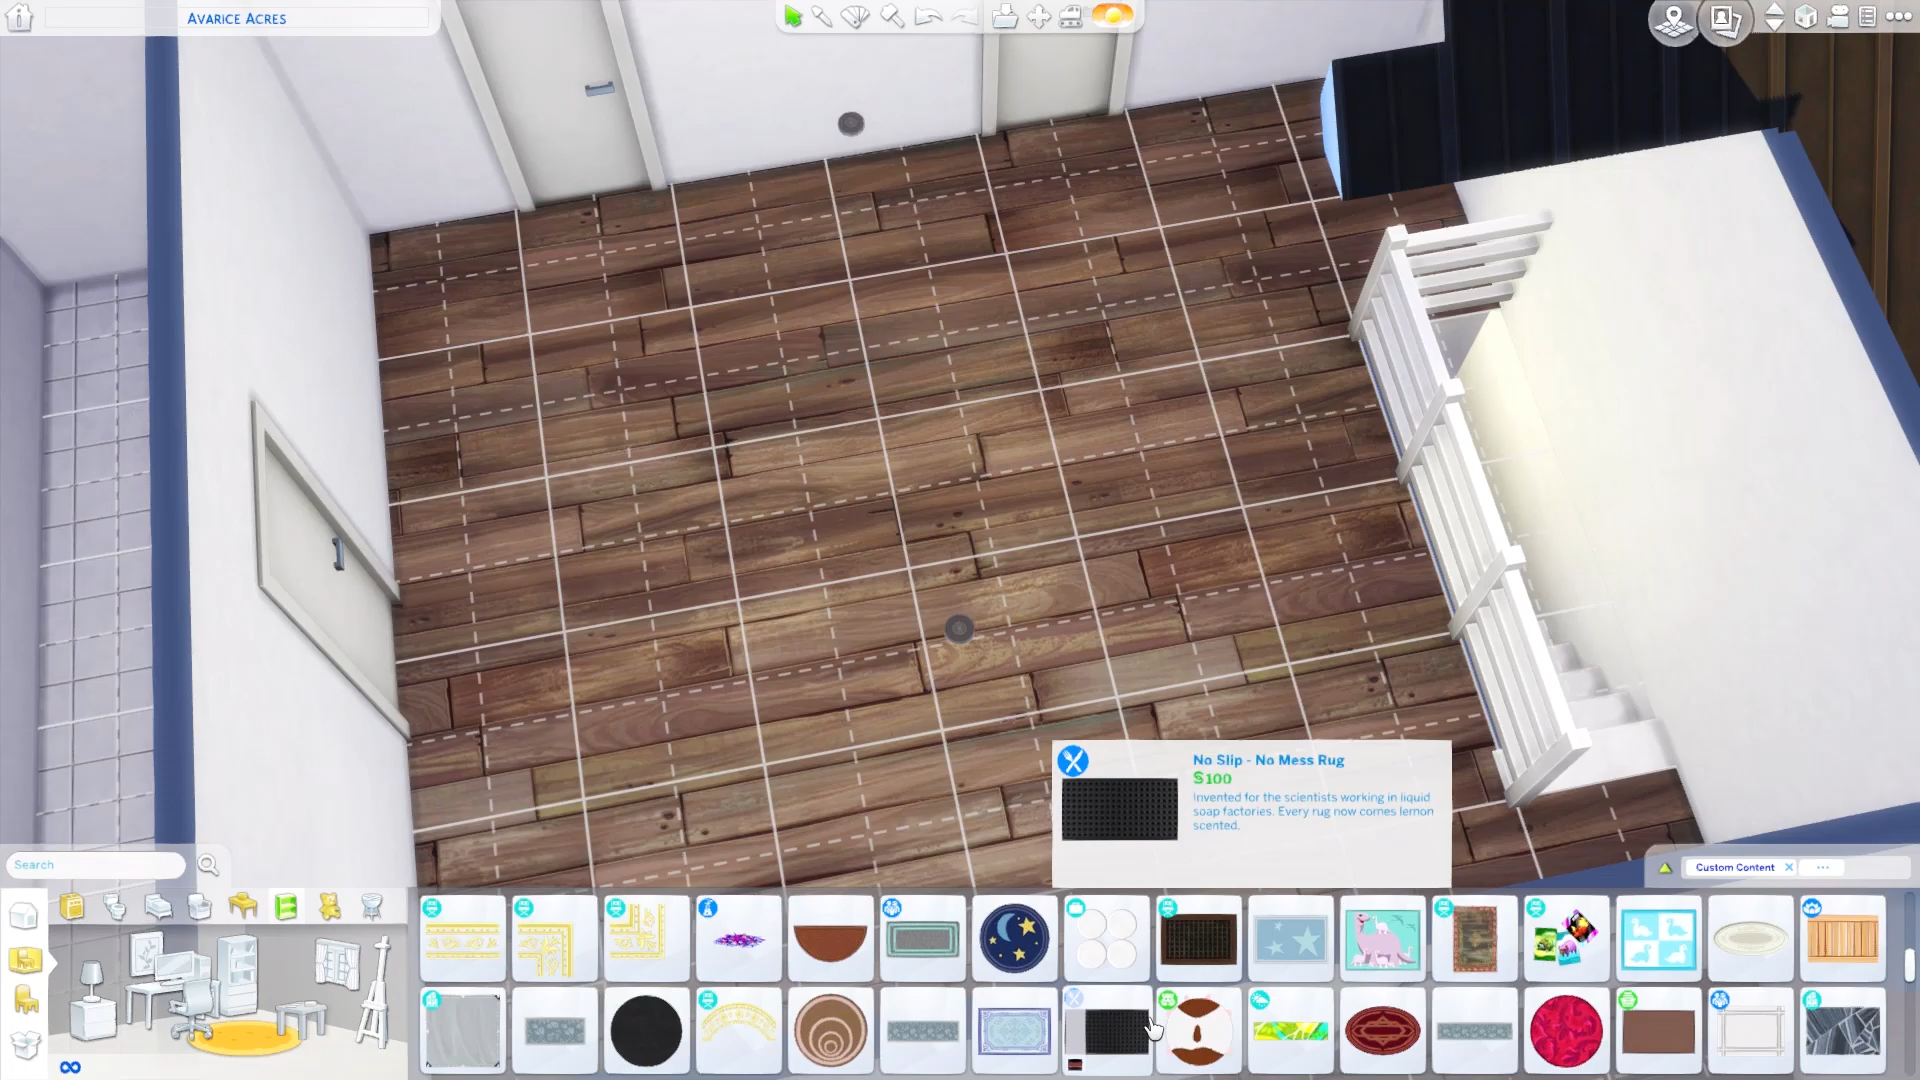 Avarice Acres
No Slip - No Mess Rug
§100
Invented for the scientists working in liquid
soap factories. Every rug now comes lemon
scented.
Search
Custom Content